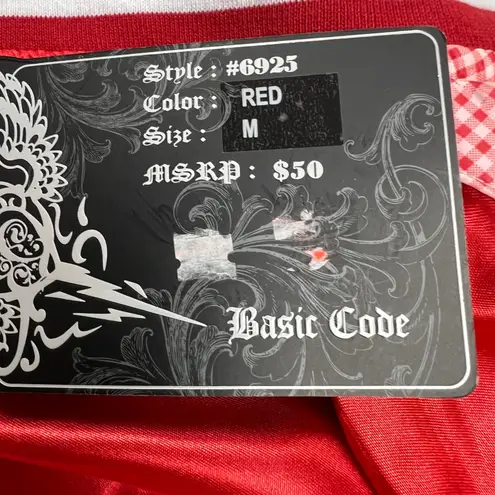 Style : #6925
Color : RED
Size : M
MSRP : $50
Basic Code